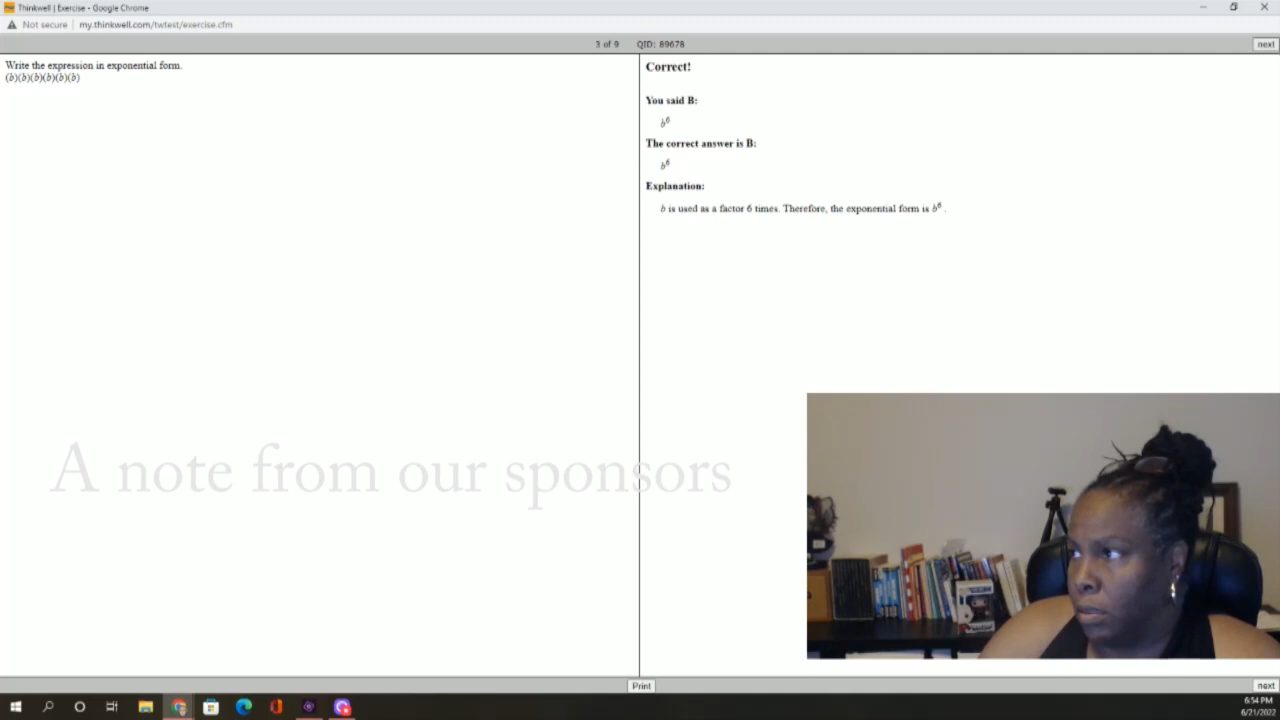 Thinkwell | Exercise - Google Chrome
Not secure | my.thinkwell.com/twtest/exercise.cfm
3 of 9 QID: 89678 next
Write the expression in exponential form.
(b)(b)(b)(b)(b)(b)
Correct!
You said B:
b⁶
The correct answer is B:
b⁶
Explanation:
b is used as a factor 6 times. Therefore, the exponential form is b⁶ .
A note from our sponsors
Print next
6:54 PM
6/21/2022